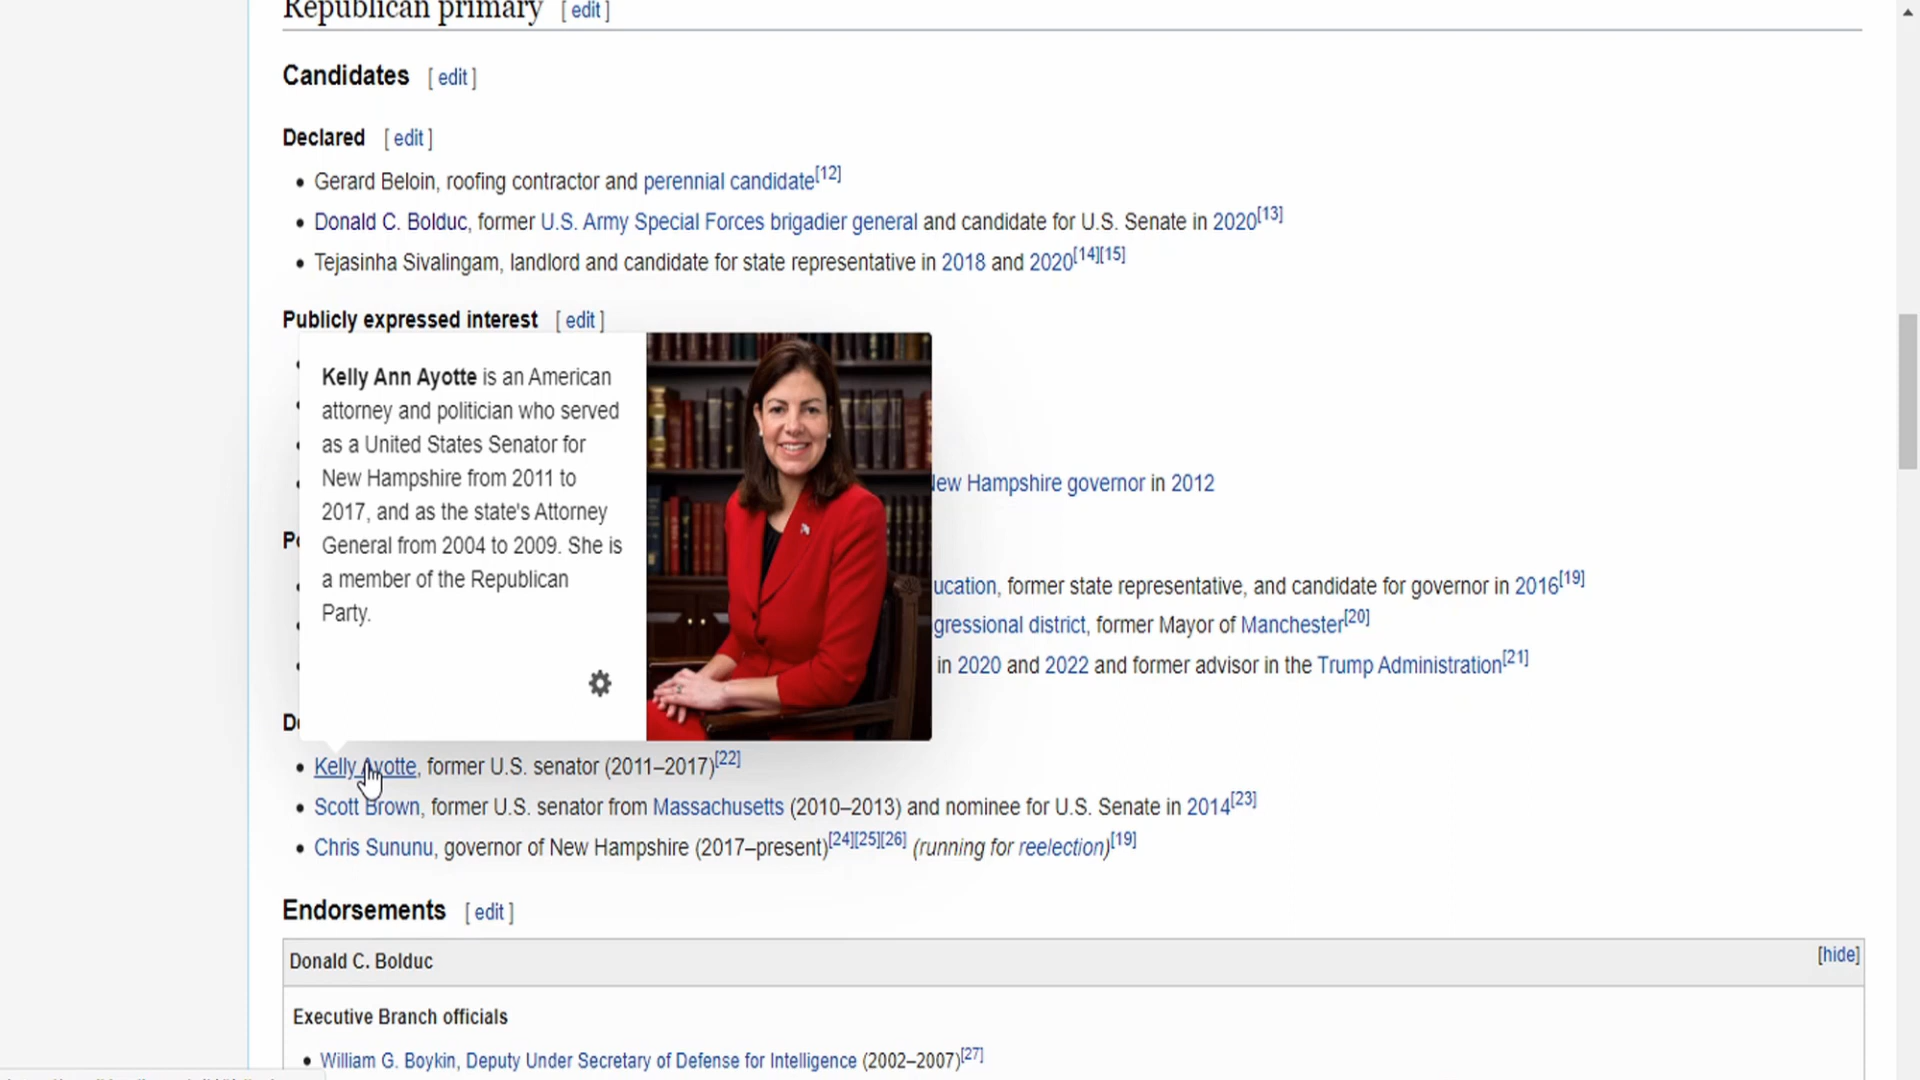 Republican primary [ edit ]
Candidates [ edit ]
Declared [ edit ]
Gerard Beloin, roofing contractor and perennial candidate[12]
Donald C. Bolduc, former U.S. Army Special Forces brigadier general and candidate for U.S. Senate in 2020[13]
Tejasinha Sivalingam, landlord and candidate for state representative in 2018 and 2020[14][15]
Publicly expressed interest [ edit ]
Kelly Ann Ayotte is an American
attorney and politician who served
as a United States Senator for
New Hampshire from 2011 to
2017, and as the state's Attorney
General from 2004 to 2009. She is
a member of the Republican
Party.
New Hampshire governor in 2012
ucation, former state representative, and candidate for governor in 2016[19]
gressional district, former Mayor of Manchester[20]
in 2020 and 2022 and former advisor in the Trump Administration[21]
Kelly Ayotte, former U.S. senator (2011–2017)[22]
Scott Brown, former U.S. senator from Massachusetts (2010–2013) and nominee for U.S. Senate in 2014[23]
Chris Sununu, governor of New Hampshire (2017–present)[24][25][26] (running for reelection)[19]
Endorsements [ edit ]
Donald C. Bolduc [hide]
Executive Branch officials
William G. Boykin, Deputy Under Secretary of Defense for Intelligence (2002–2007)[27]